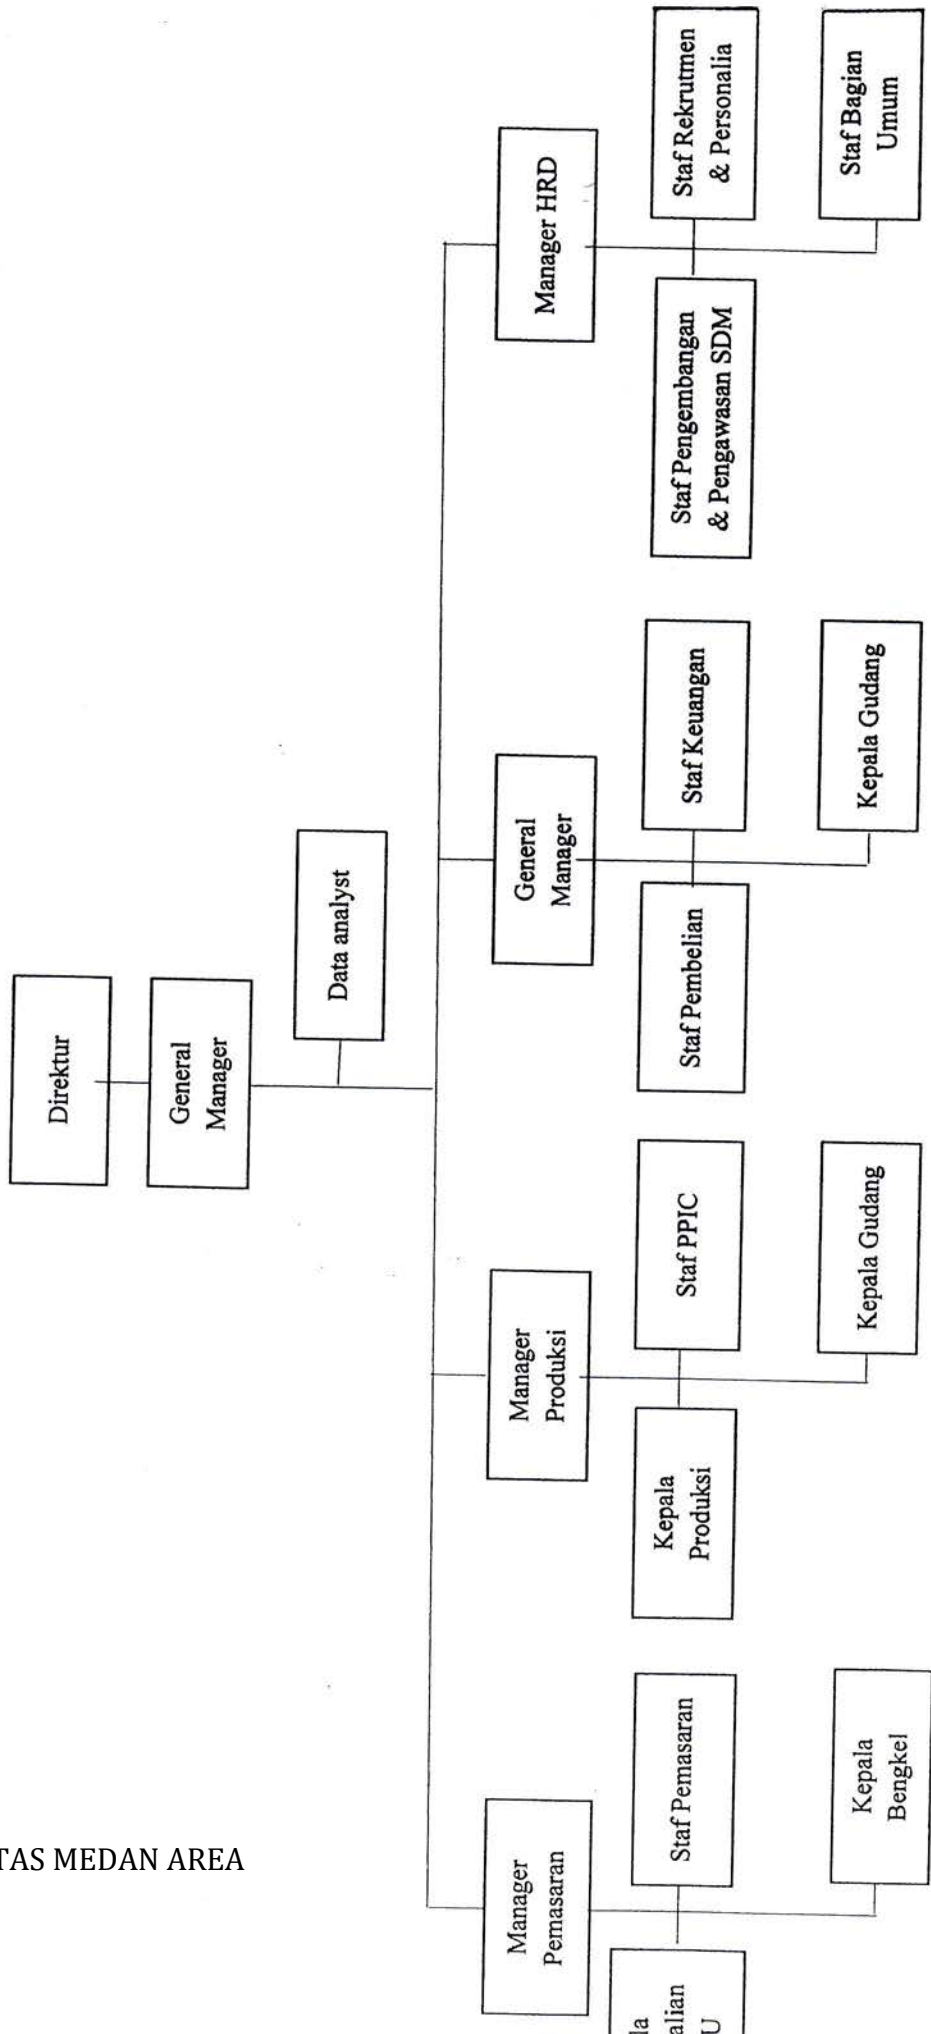 Direktur
General
Manager
Data analyst
Manager
Pemasaran
Manager
Produksi
General
Manager
Manager HRD
Staf Pemasaran
Kepala
Produksi
Staf PPIC
Staf Pembelian
Staf Keuangan
Staf Pengembangan
& Pengawasan SDM
Staf Rekrutmen
& Personalia
Kepala
Bengkel
Kepala Gudang
Kepala Gudang
Staf Bagian
Umum
MEDAN AREA